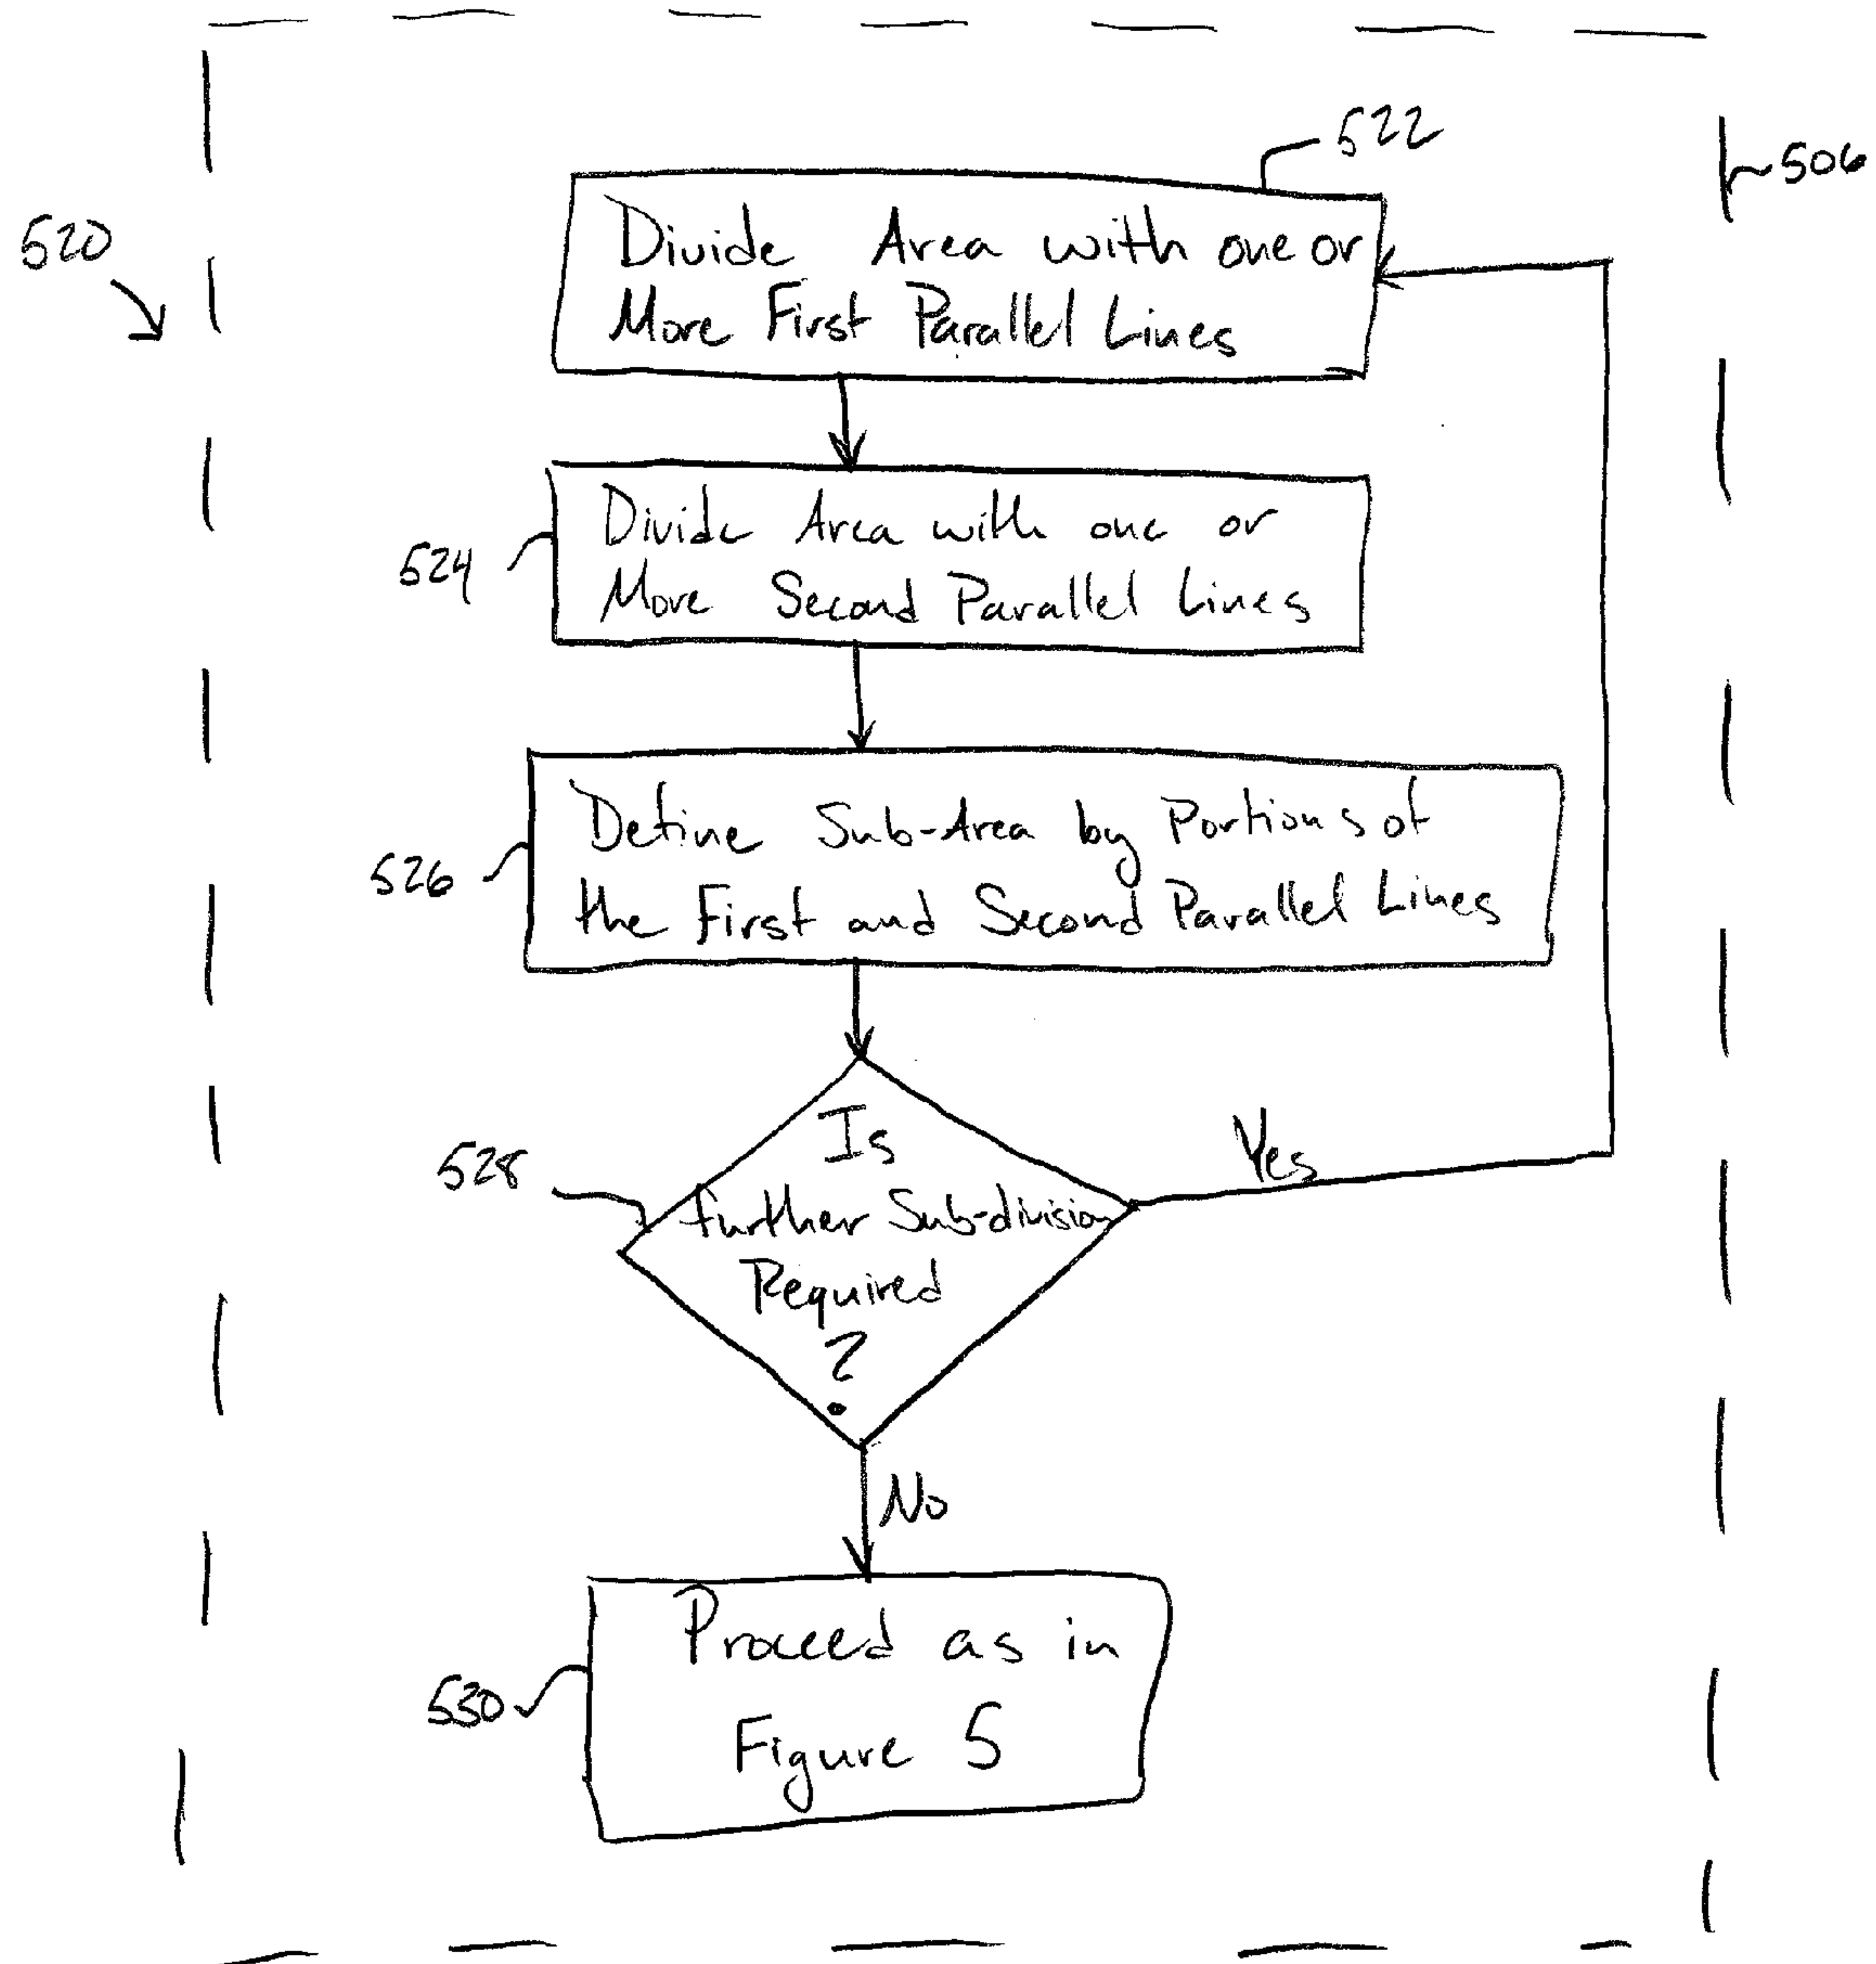 522
506
520
Divide Area with one or
More First Parallel Lines
524
Divide Area with one or
More Second Parallel Lines
526
Define Sub-Area by Portions of
the First and Second Parallel Lines
528
Is
further Sub-division
Required
?
Yes
No
530
Proceed as in
Figure 5